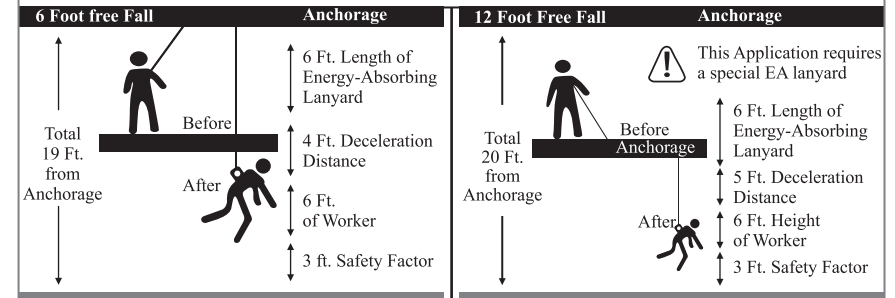 6 Foot free Fall
Anchorage
6 Ft. Length of
Energy-Absorbing
Lanyard
Before
Total
19 Ft.
from
Anchorage
4 Ft. Deceleration
Distance
After
6 Ft.
of Worker
3 ft. Safety Factor
12 Foot Free Fall
Anchorage
This Application requires
a special EA lanyard
6 Ft. Length of
Energy-Absorbing
Lanyard
Before
Anchorage
Total
20 Ft.
from
Anchorage
5 Ft. Deceleration
Distance
After
6 Ft. Height
of Worker
3 Ft. Safety Factor